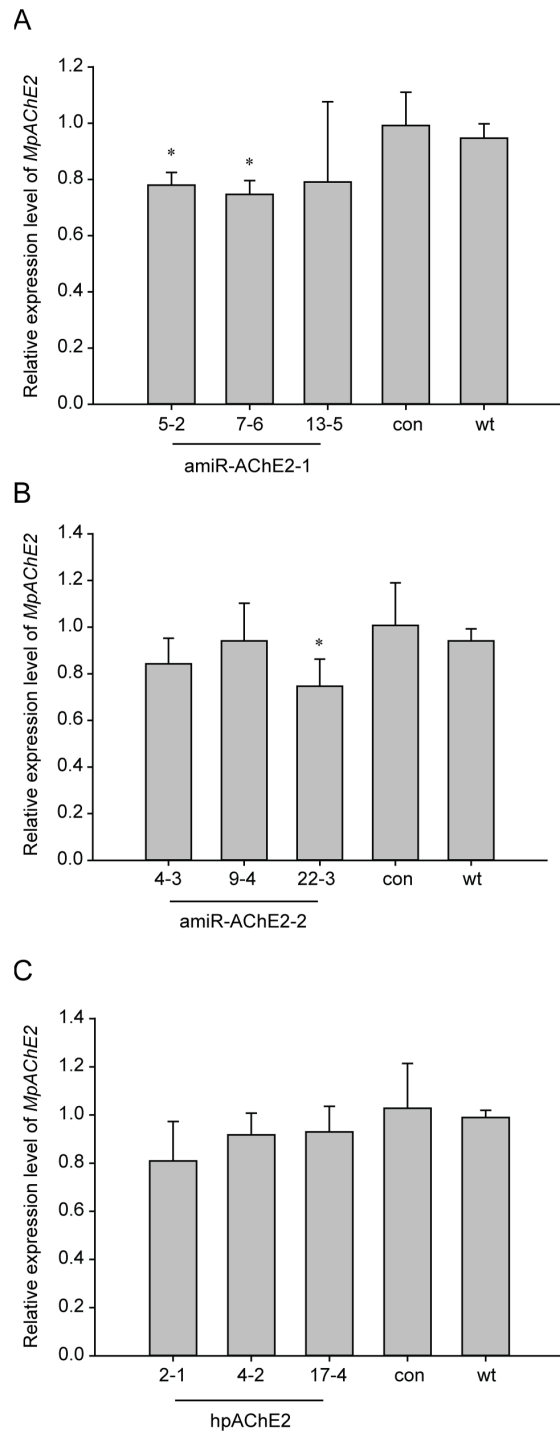 A
Relative expression level of MpAChE2
1.2
1.0
0.8
0.6
0.4
0.2
0.0
* *
5-2 7-6 13-5 con wt
amiR-AChE2-1
B
Relative expression level of MpAChE2
1.4
1.2
1.0
0.8
0.6
0.4
0.2
0.0
*
4-3 9-4 22-3 con wt
amiR-AChE2-2
C
Relative expression level of MpAChE2
1.4
1.2
1.0
0.8
0.6
0.4
0.2
0.0
2-1 4-2 17-4 con wt
hpAChE2